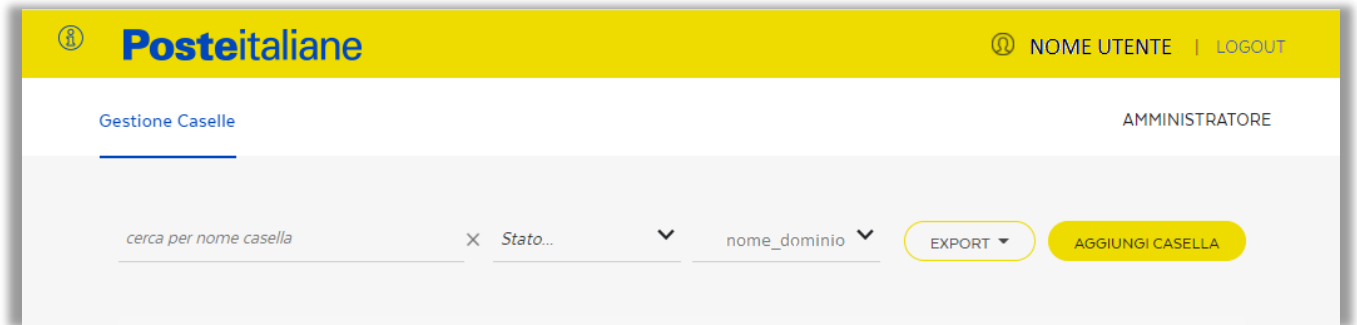 Posteitaliane NOME UTENTE | LOGOUT
Gestione Caselle AMMINISTRATORE
cerca per nome casella Stato... nome_dominio EXPORT AGGIUNGI CASELLA